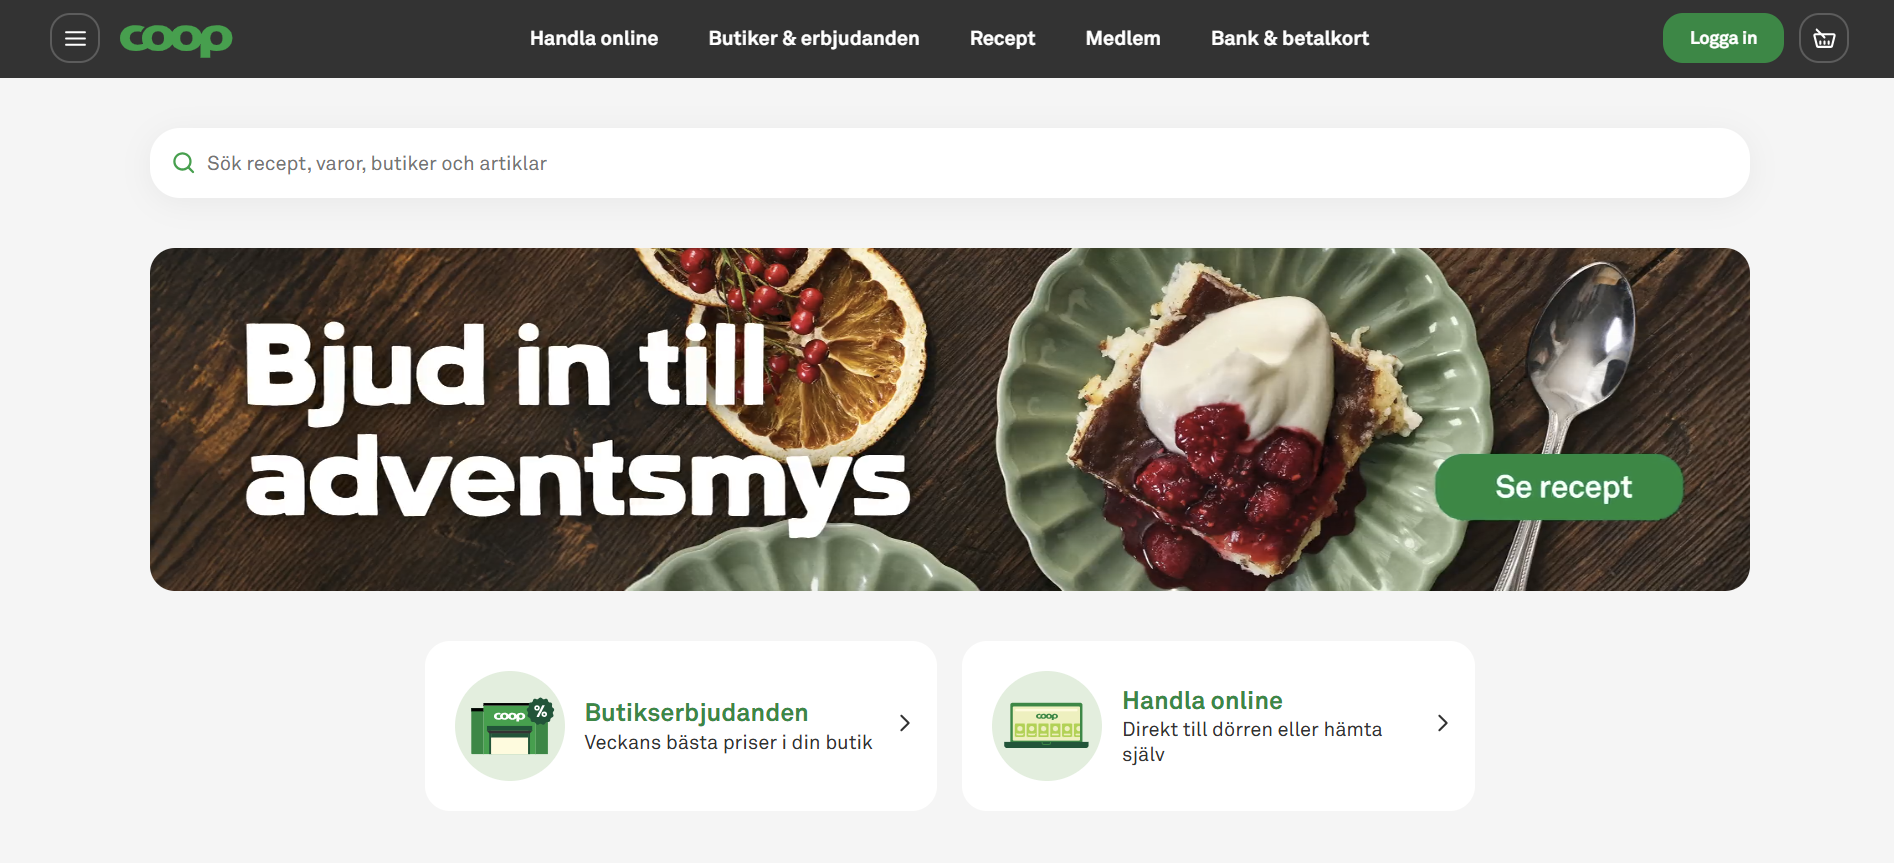 coop
Handla online
Butiker & erbjudanden
Recept
Medlem
Bank & betalkort
Logga in
Sök recept, varor, butiker och artiklar
Bjud in till
adventsmys
Se recept
coop
%
Butikserbjudanden
Veckans bästa priser i din butik
coop
Handla online
Direkt till dörren eller hämta
själv